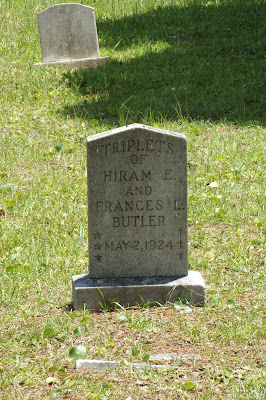 TRIPLETS
OF
HIRAM E.
AND
FRANCES L.
BUTLER
MAY 2, 1924